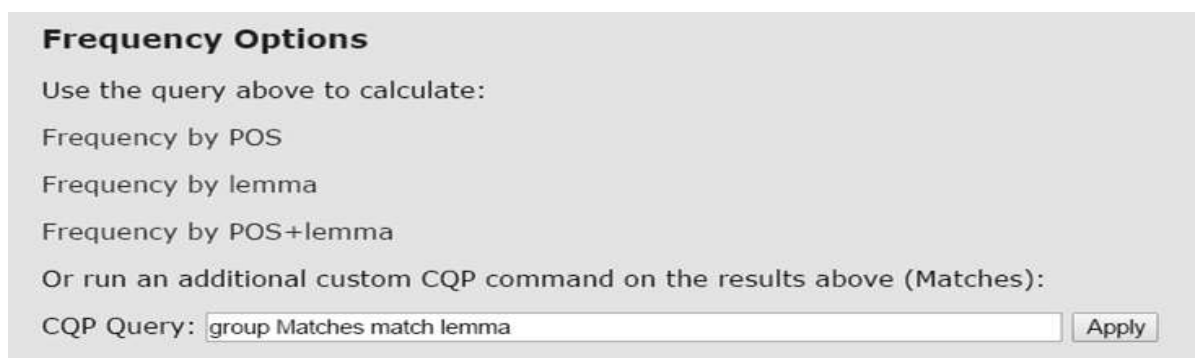 Frequency Options
Use the query above to calculate:
Frequency by POS
Frequency by lemma
Frequency by POS+lemma
Or run an additional custom CQP command on the results above (Matches):
CQP Query: group Matches match lemma Apply